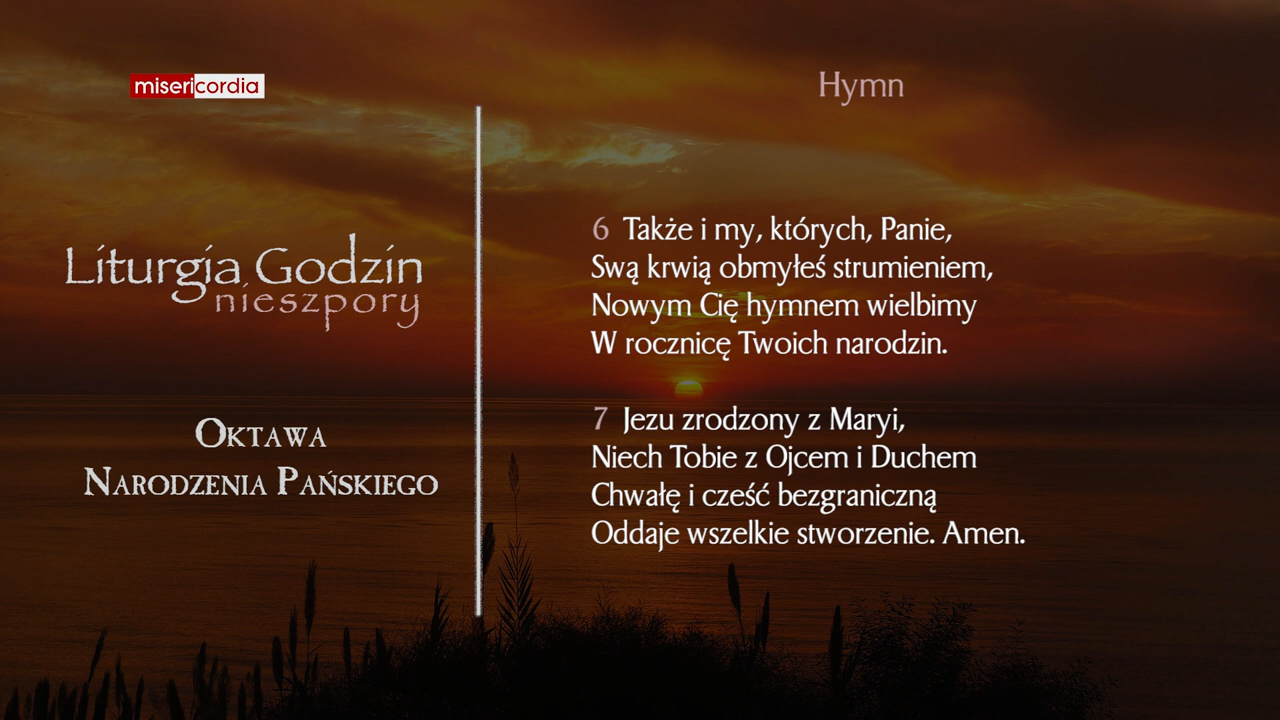 misericordia
Hymn
Liturgia Godzin
nieszpory
Oktawa
Narodzenia Pańskiego
6 Także i my, których, Panie,
Swą krwią obmyłeś strumieniem,
Nowym Cię hymnem wielbimy
W rocznicę Twoich narodzin.
7 Jezu zrodzony z Maryi,
Niech Tobie z Ojcem i Duchem
Chwałę i cześć bezgraniczną
Oddaje wszelkie stworzenie. Amen.